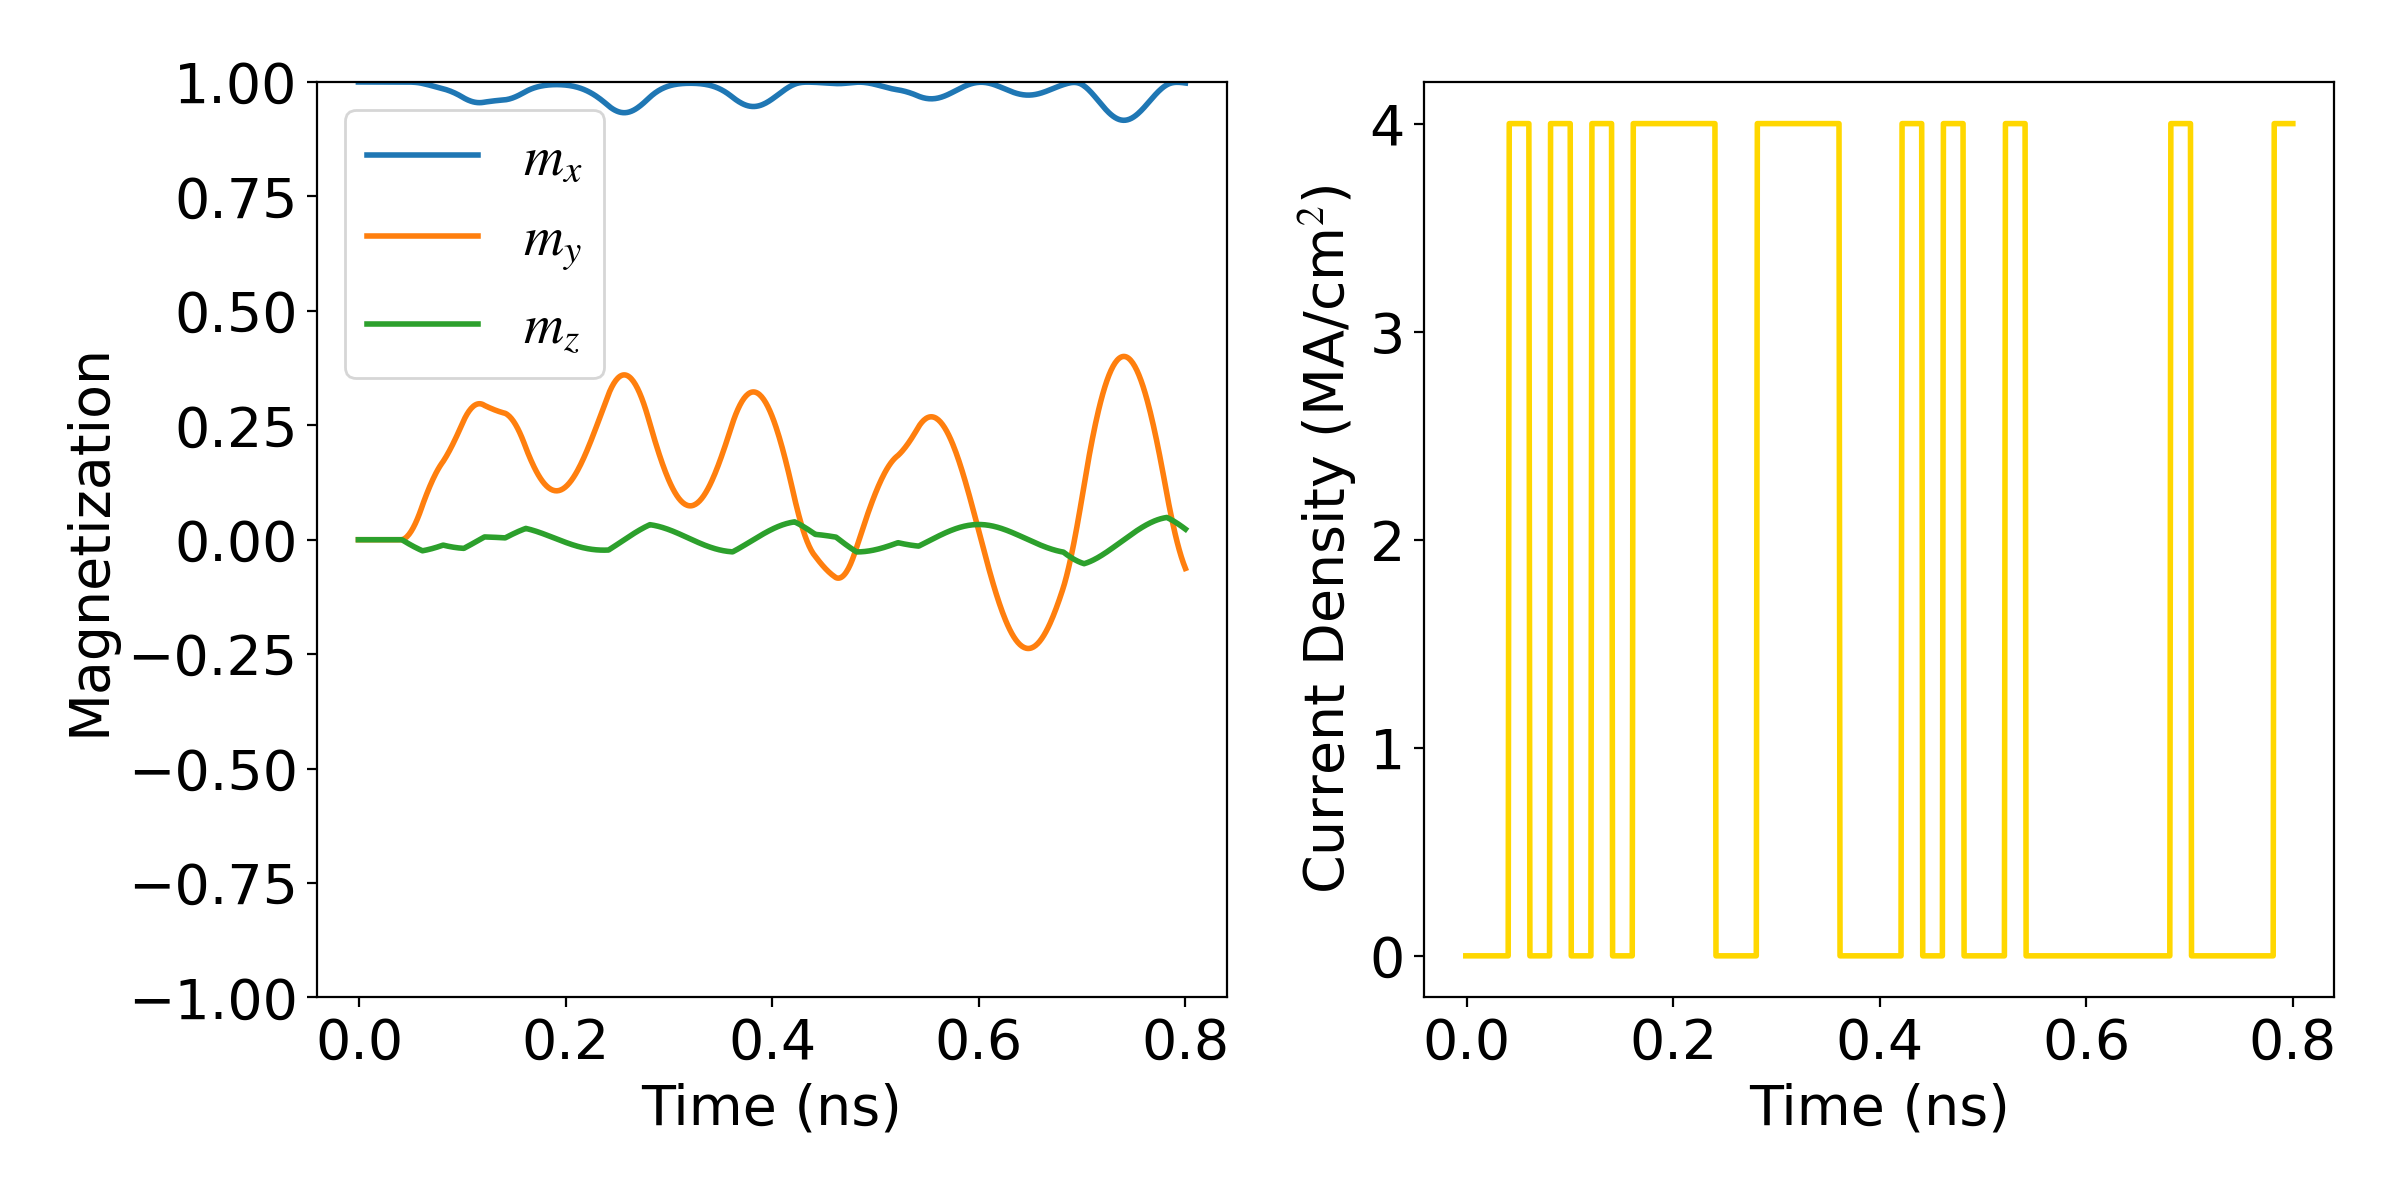 1.00
0.75
0.50
0.25
0.00
−0.25
−0.50
−0.75
−1.00
Magnetization
m_x
m_y
m_z
0.0 0.2 0.4 0.6 0.8
Time (ns)
4
3
2
1
0
Current Density (MA/cm²)
0.0 0.2 0.4 0.6 0.8
Time (ns)